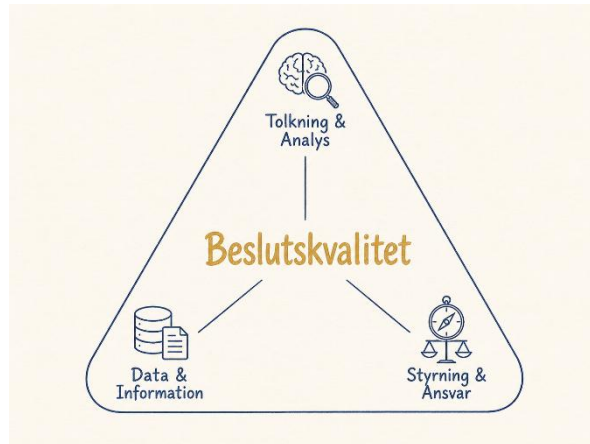 Tolkning &
Analys
Beslutskvalitet
Data &
Information
Styrning &
Ansvar